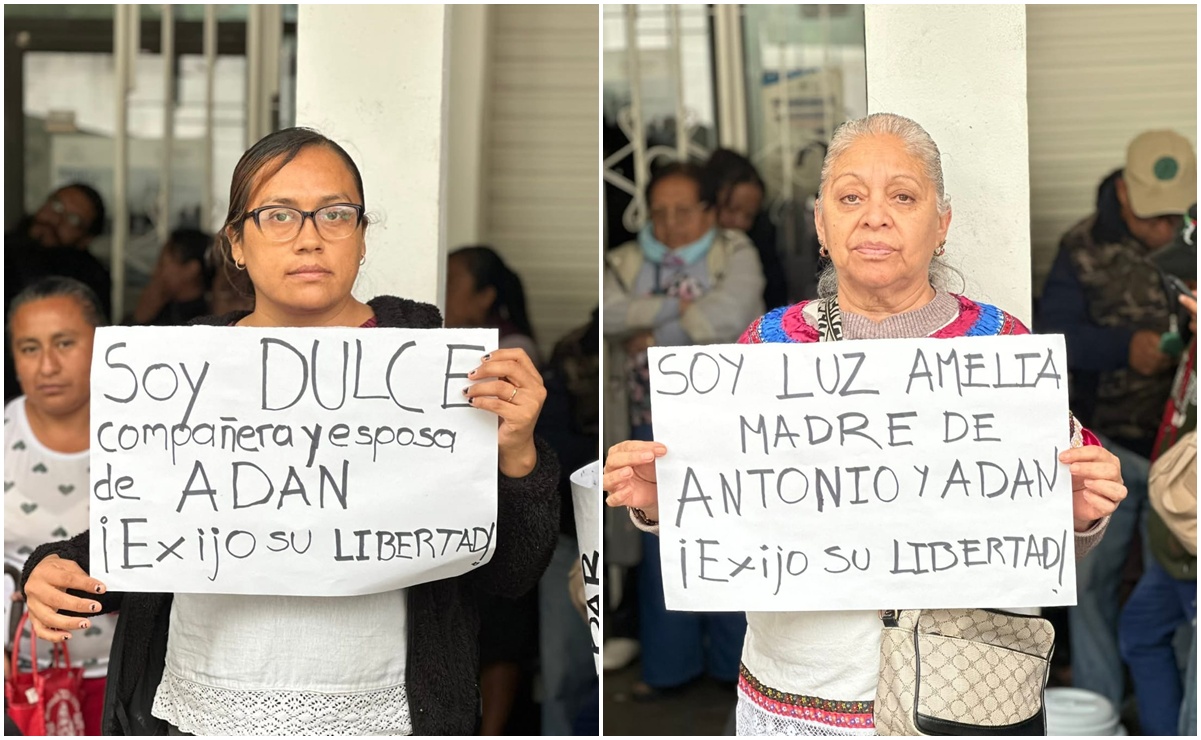 Soy DULCE
compañera y esposa
de ADAN
¡Exijo su LIBERTAD!
SOY LUZ AMELIA
MADRE DE
ANTONIO Y ADAN
¡Exijo su LIBERTAD!